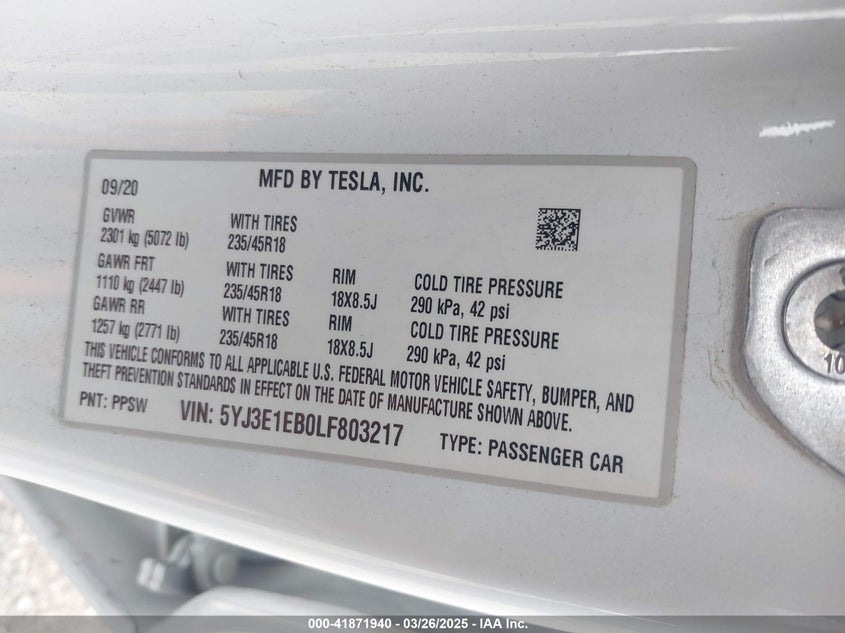 09/20
MFD BY TESLA, INC.
GVWR
2301 kg (5072 lb)
WITH TIRES
235/45R18
GAWR FRT
1110 kg (2447 lb)
WITH TIRES
235/45R18
RIM
18X8.5J
COLD TIRE PRESSURE
290 kPa, 42 psi
GAWR RR
1257 kg (2771 lb)
WITH TIRES
235/45R18
RIM
18X8.5J
COLD TIRE PRESSURE
290 kPa, 42 psi
THIS VEHICLE CONFORMS TO ALL APPLICABLE U.S. FEDERAL MOTOR VEHICLE SAFETY, BUMPER, AND
THEFT PREVENTION STANDARDS IN EFFECT ON THE DATE OF MANUFACTURE SHOWN ABOVE.
PNT: PPSW
VIN: 5YJ3E1EB0LF803217
TYPE: PASSENGER CAR
10
000-41871940 - 03/26/2025 - IAA Inc.